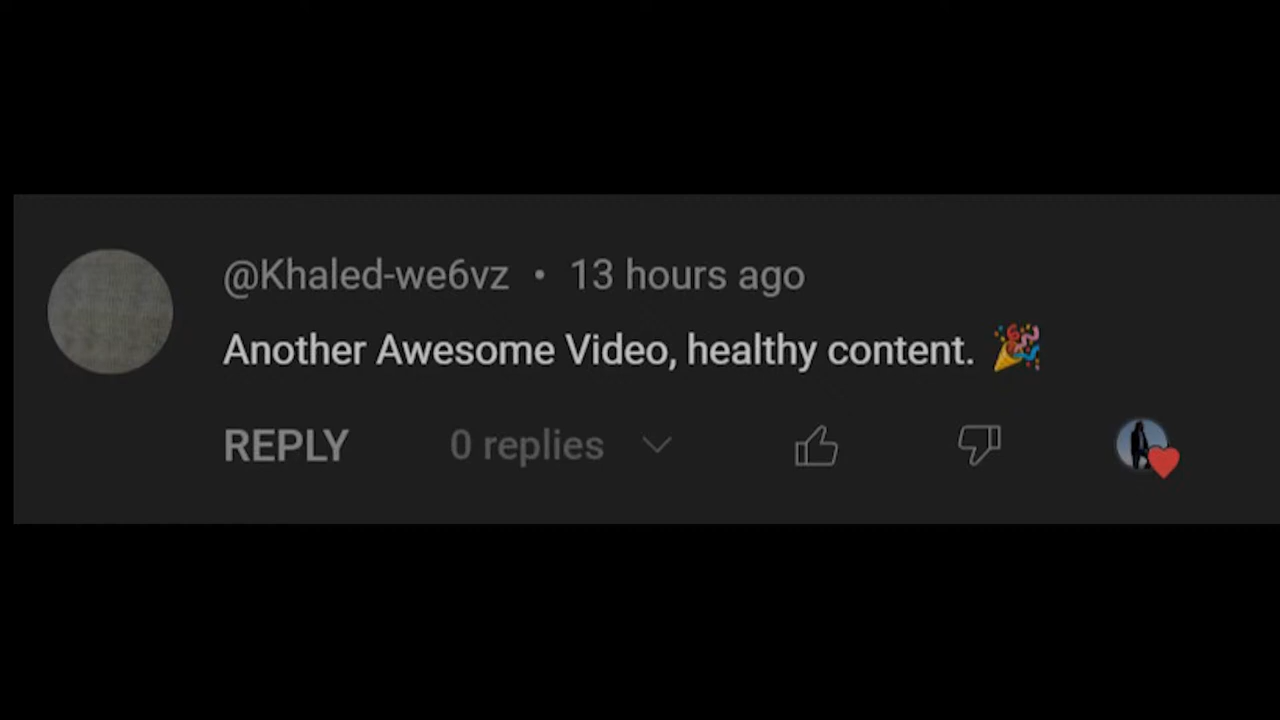 @Khaled-we6vz • 13 hours ago
Another Awesome Video, healthy content. 🎉
REPLY 0 replies